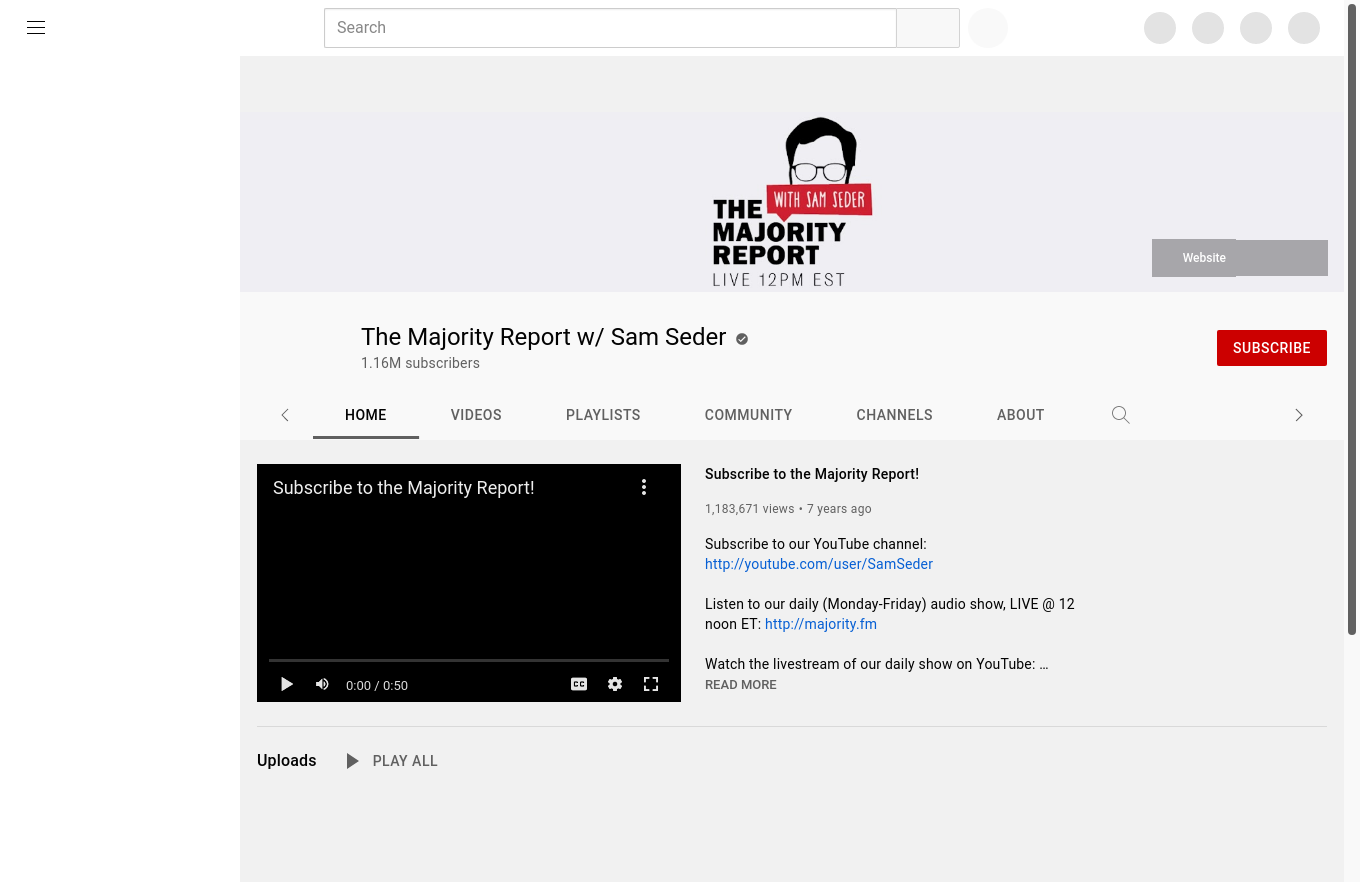 Search
WITH SAM SEDER
THE
MAJORITY
REPORT
LIVE 12PM EST
Website
The Majority Report w/ Sam Seder
1.16M subscribers
SUBSCRIBE
HOME VIDEOS PLAYLISTS COMMUNITY CHANNELS ABOUT
Subscribe to the Majority Report!
0:00 / 0:50
CC
Subscribe to the Majority Report!
1,183,671 views • 7 years ago
Subscribe to our YouTube channel:
http://youtube.com/user/SamSeder
Listen to our daily (Monday-Friday) audio show, LIVE @ 12
noon ET: http://majority.fm
Watch the livestream of our daily show on YouTube: ...
READ MORE
Uploads PLAY ALL